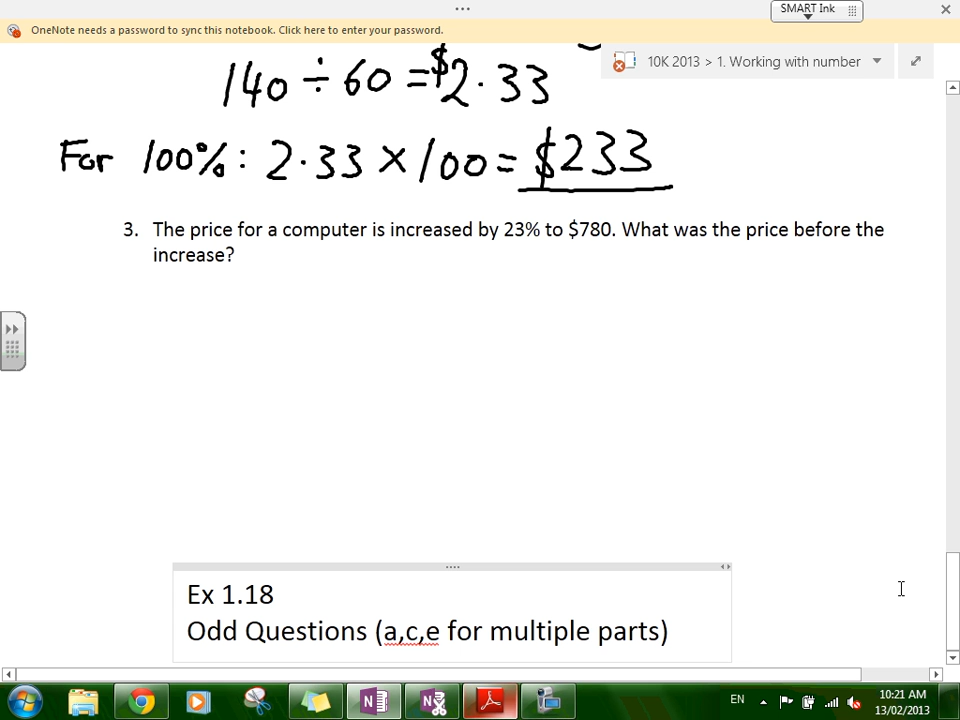 SMART Ink
OneNote needs a password to sync this notebook. Click here to enter your password.
10K 2013 > 1. Working with number
140 ÷ 60 = $2.33
For 100%: 2.33 × 100 = $233
3. The price for a computer is increased by 23% to $780. What was the price before the
increase?
Ex 1.18
Odd Questions (a,c,e for multiple parts)
EN
10:21 AM
13/02/2013